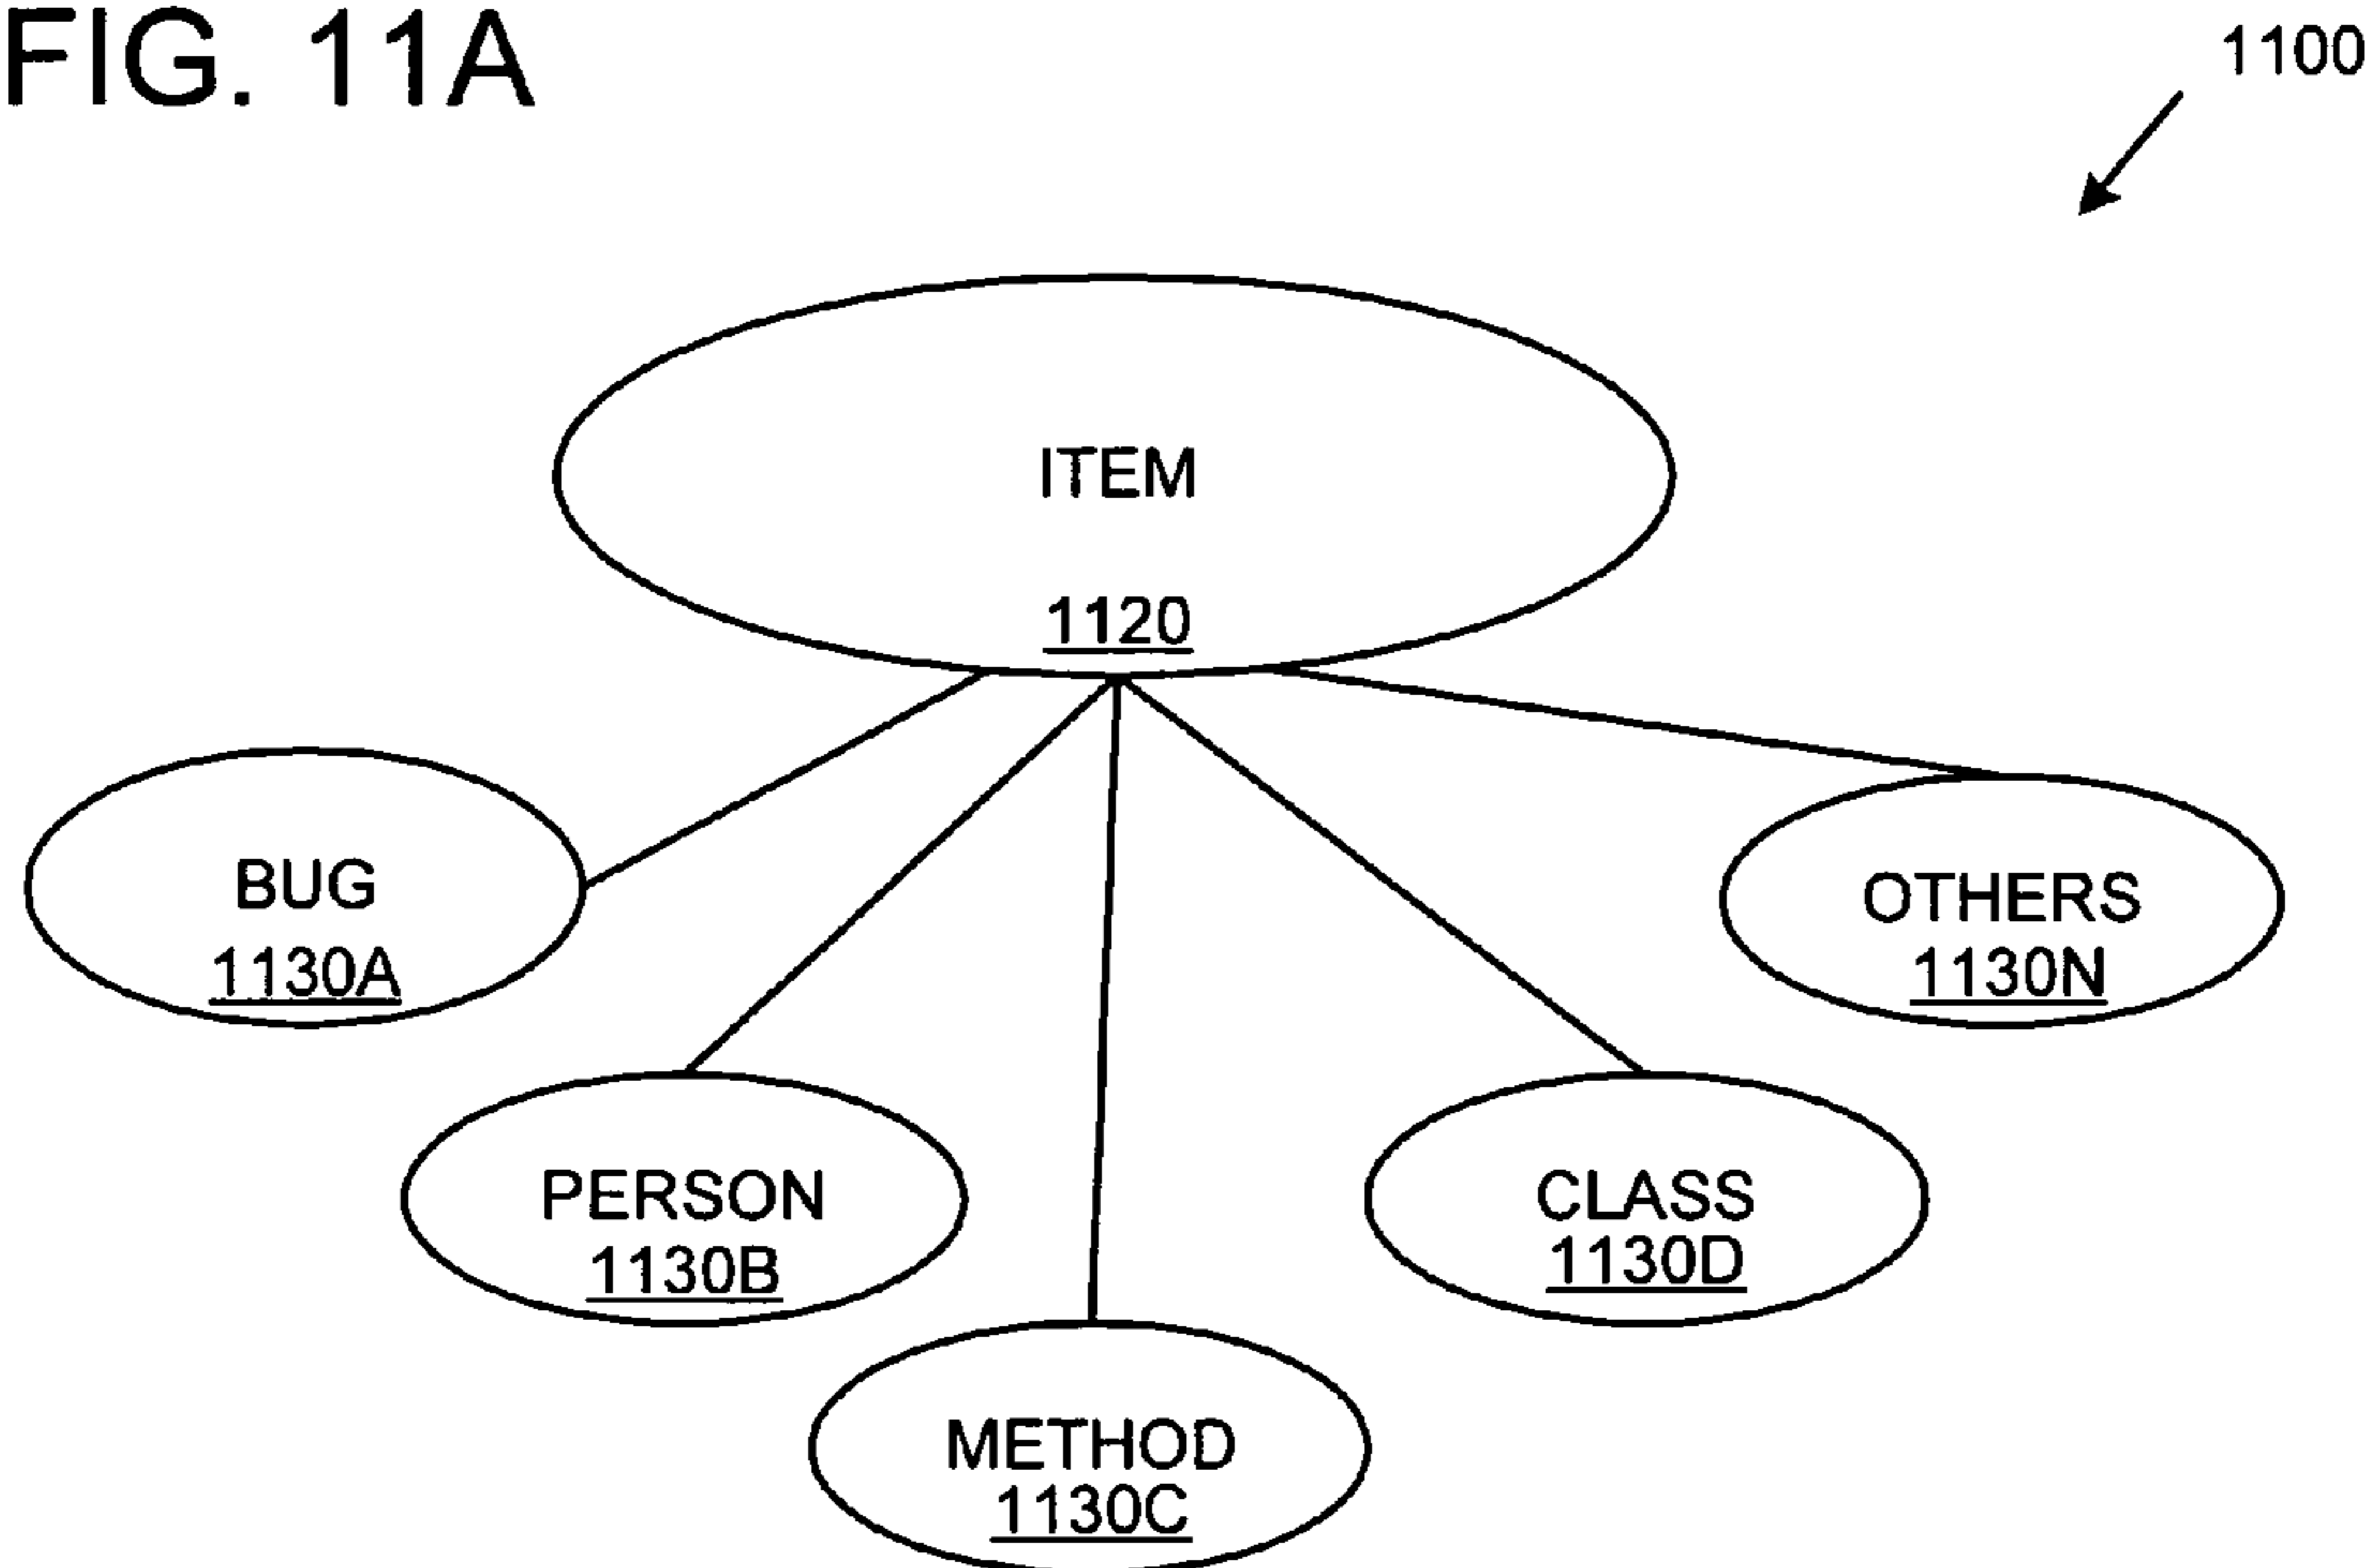 FIG. 11A
1100
ITEM
1120
BUG
1130A
OTHERS
1130N
PERSON
1130B
CLASS
1130D
METHOD
1130C